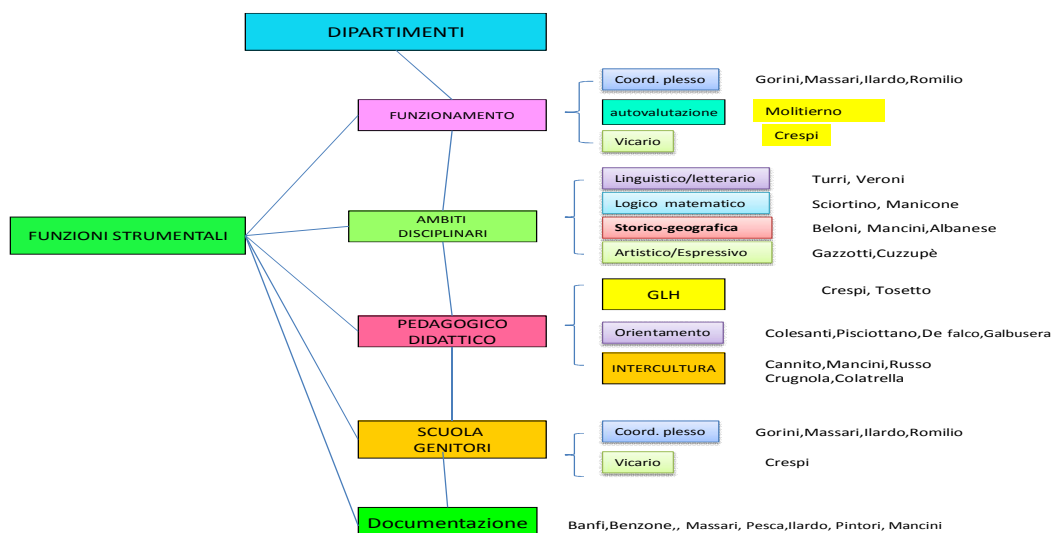 DIPARTIMENTI
FUNZIONAMENTO
Coord. plesso Gorini,Massari,Ilardo,Romilio
autovalutazione Molitierno
Vicario Crespi
FUNZIONI STRUMENTALI
AMBITI
DISCIPLINARI
Linguistico/letterario Turri, Veroni
Logico matematico Sciortino, Manicone
Storico-geografica Beloni, Mancini,Albanese
Artistico/Espressivo Gazzotti,Cuzzupè
PEDAGOGICO
DIDATTICO
GLH Crespi, Tosetto
Orientamento Colesanti,Pisciottano,De falco,Galbusera
INTERCULTURA Cannito,Mancini,Russo
Crugnola,Colatrella
SCUOLA
GENITORI
Coord. plesso Gorini,Massari,Ilardo,Romilio
Vicario Crespi
Documentazione Banfi,Benzone,, Massari, Pesca,Ilardo, Pintori, Mancini